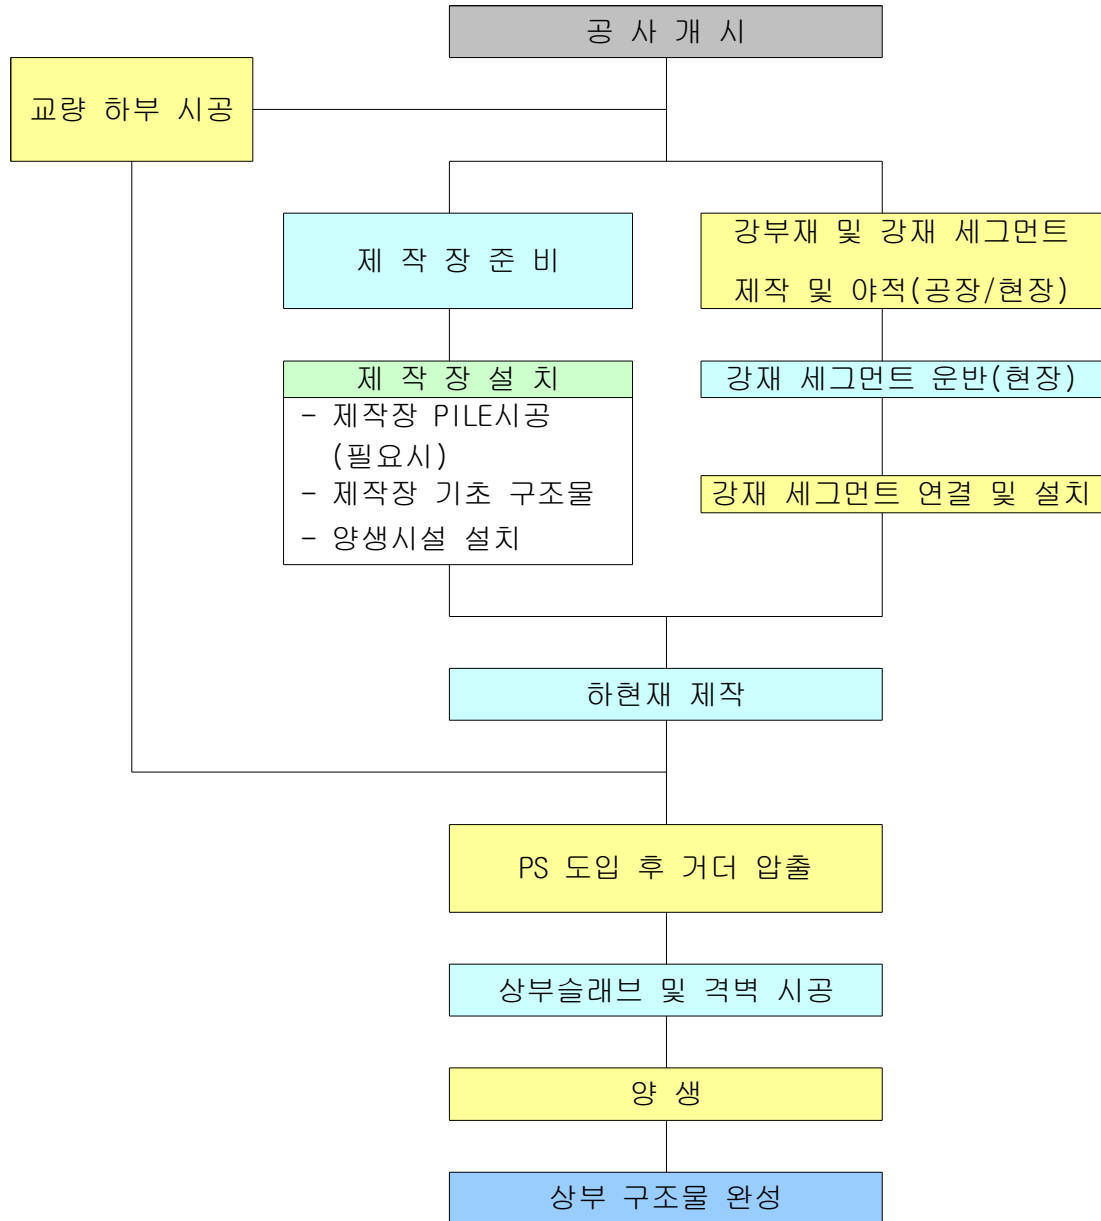 공 사 개 시
교량 하부 시공
제 작 장 준 비
강부재 및 강재 세그먼트
제작 및 야적(공장/현장)
제 작 장 설 치
- 제작장 PILE시공
(필요시)
- 제작장 기초 구조물
- 양생시설 설치
강재 세그먼트 운반(현장)
강재 세그먼트 연결 및 설치
하현재 제작
PS 도입 후 거더 압출
상부슬래브 및 격벽 시공
양 생
상부 구조물 완성